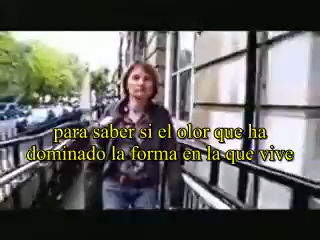 para saber si el olor que ha
dominado la forma en la que vive